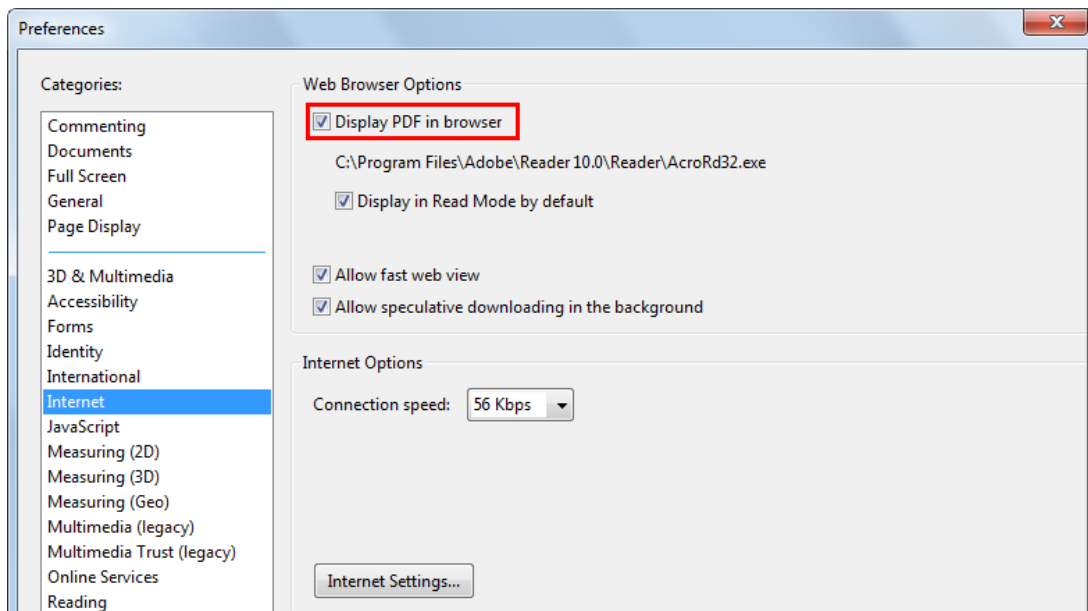 Preferences
Categories:
Commenting
Documents
Full Screen
General
Page Display
3D & Multimedia
Accessibility
Forms
Identity
International
Internet
JavaScript
Measuring (2D)
Measuring (3D)
Measuring (Geo)
Multimedia (legacy)
Multimedia Trust (legacy)
Online Services
Reading
Web Browser Options
Display PDF in browser
C:\Program Files\Adobe\Reader 10.0\Reader\AcroRd32.exe
Display in Read Mode by default
Allow fast web view
Allow speculative downloading in the background
Internet Options
Connection speed: 56 Kbps
Internet Settings...